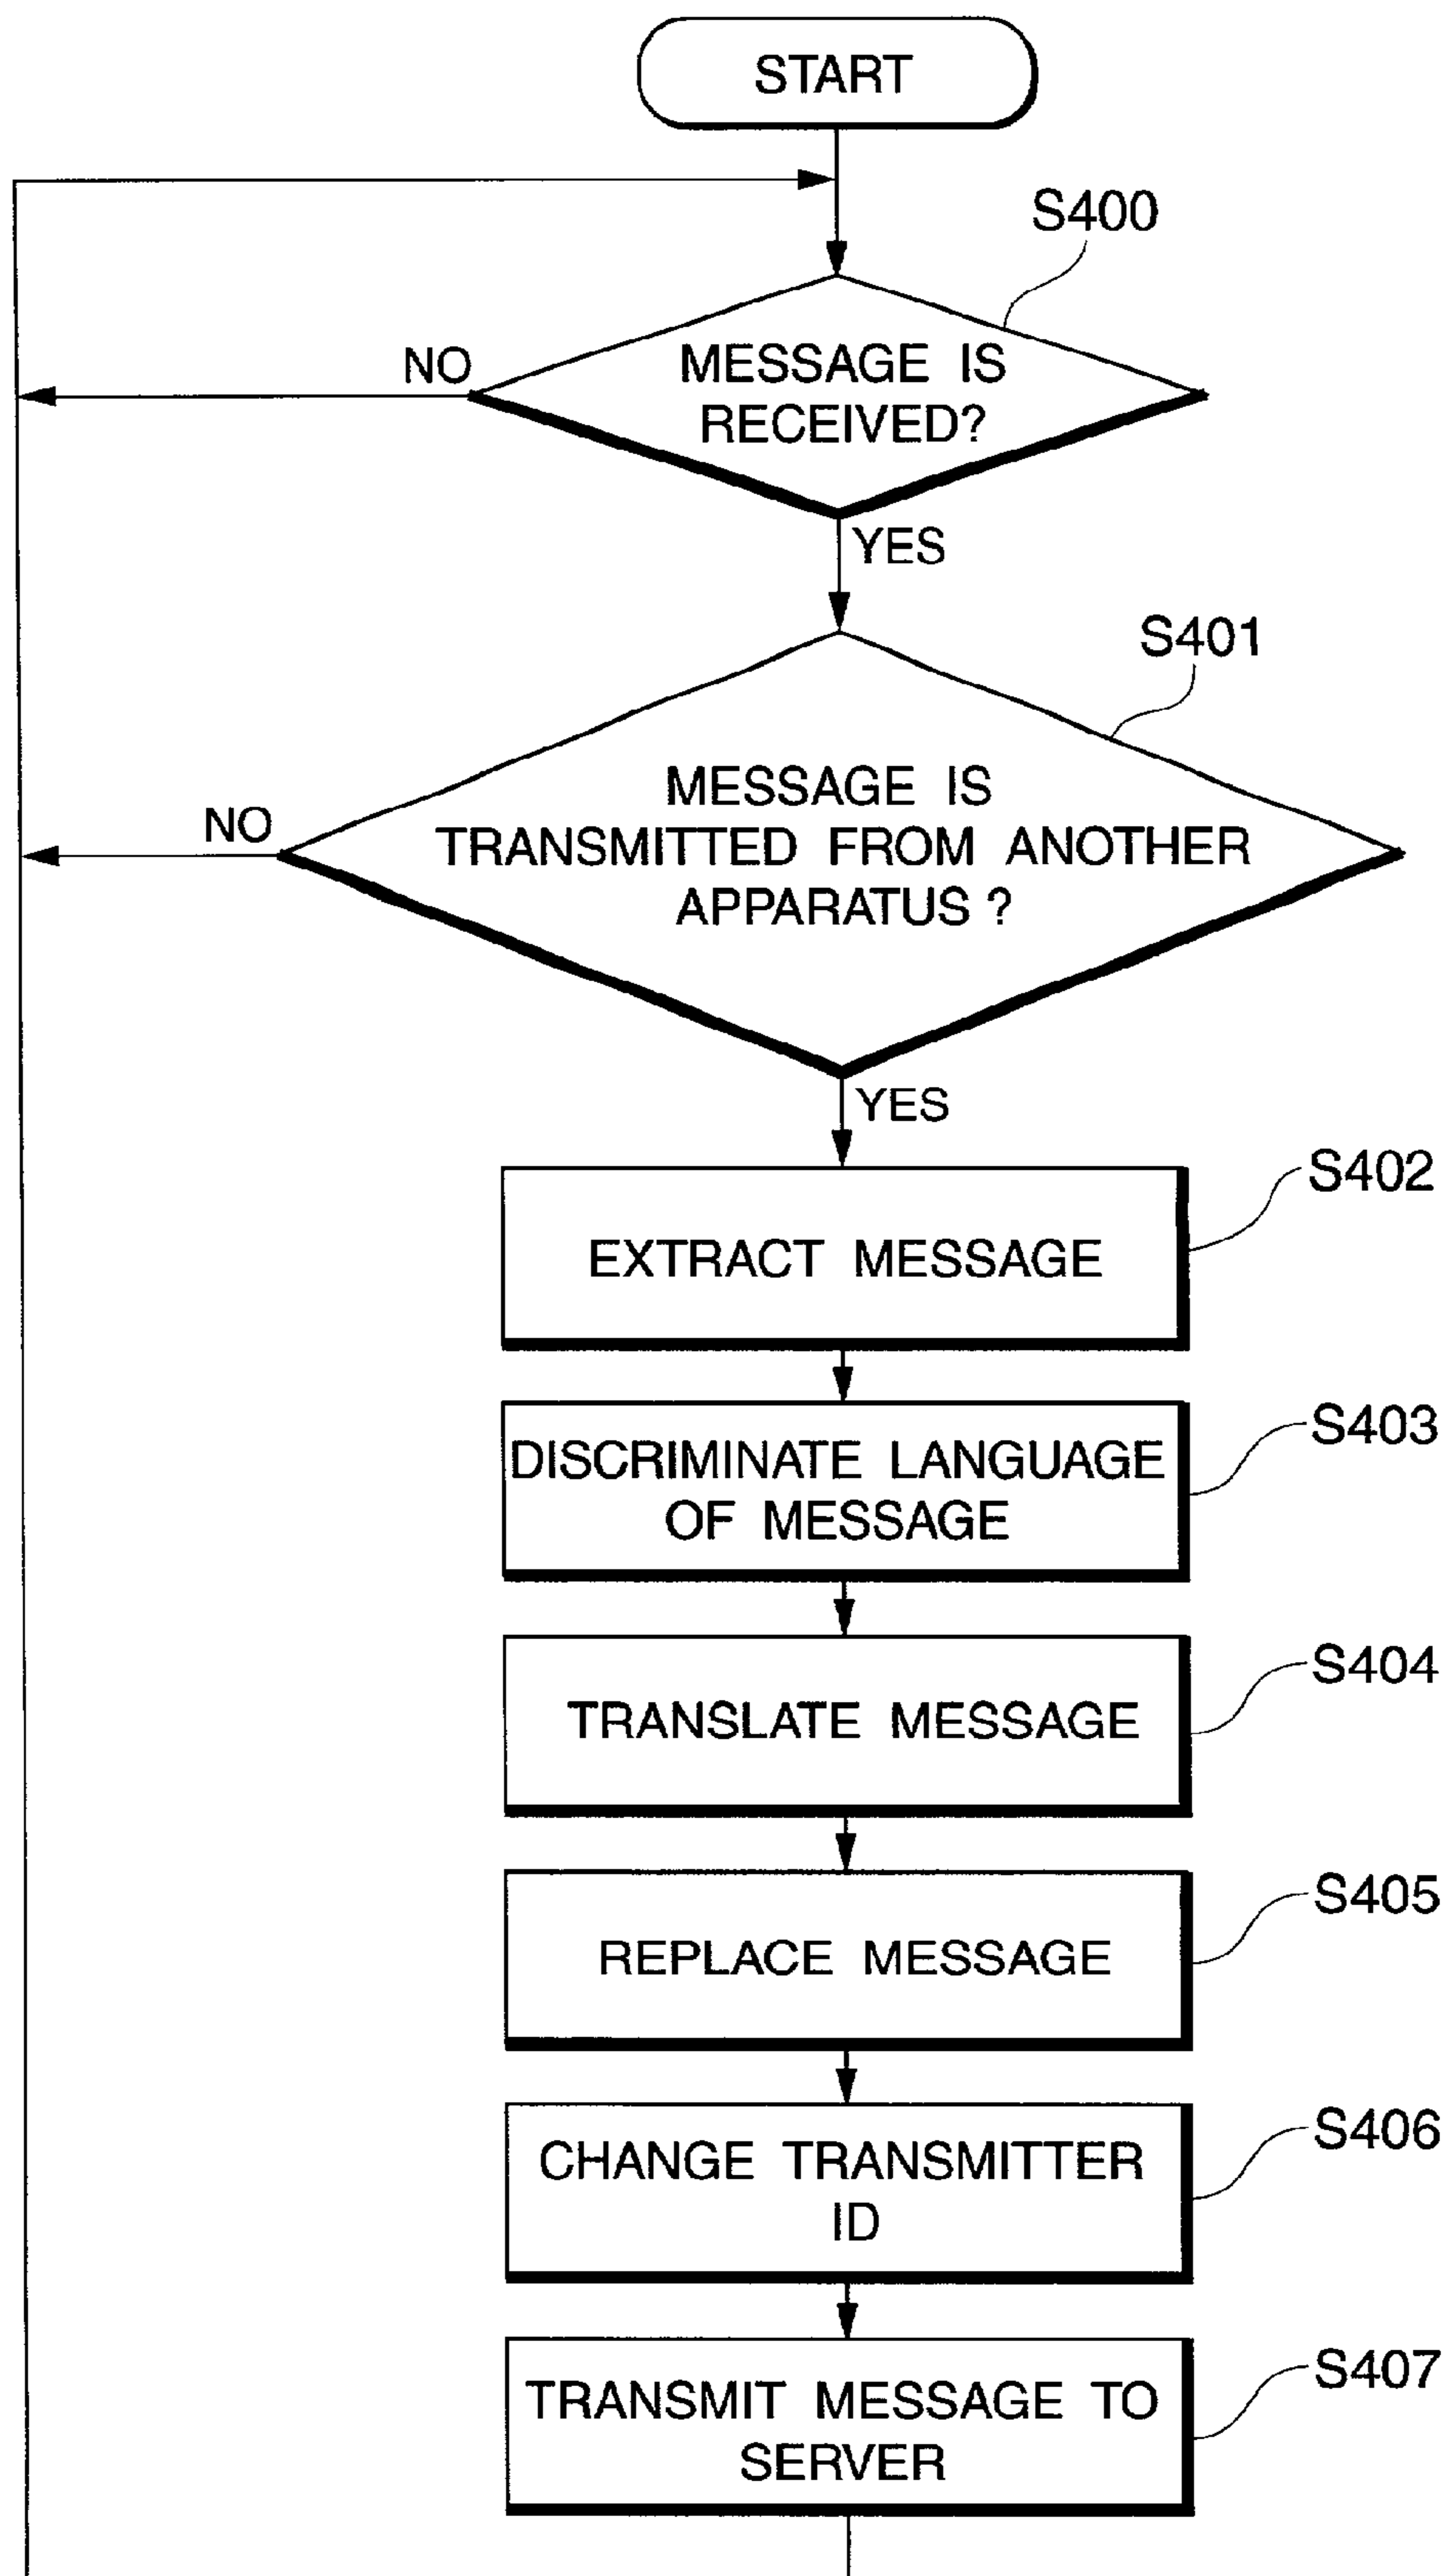 START
S400
NO
MESSAGE IS
RECEIVED?
YES
S401
NO
MESSAGE IS
TRANSMITTED FROM ANOTHER
APPARATUS ?
YES
S402
EXTRACT MESSAGE
S403
DISCRIMINATE LANGUAGE
OF MESSAGE
S404
TRANSLATE MESSAGE
S405
REPLACE MESSAGE
S406
CHANGE TRANSMITTER
ID
S407
TRANSMIT MESSAGE TO
SERVER